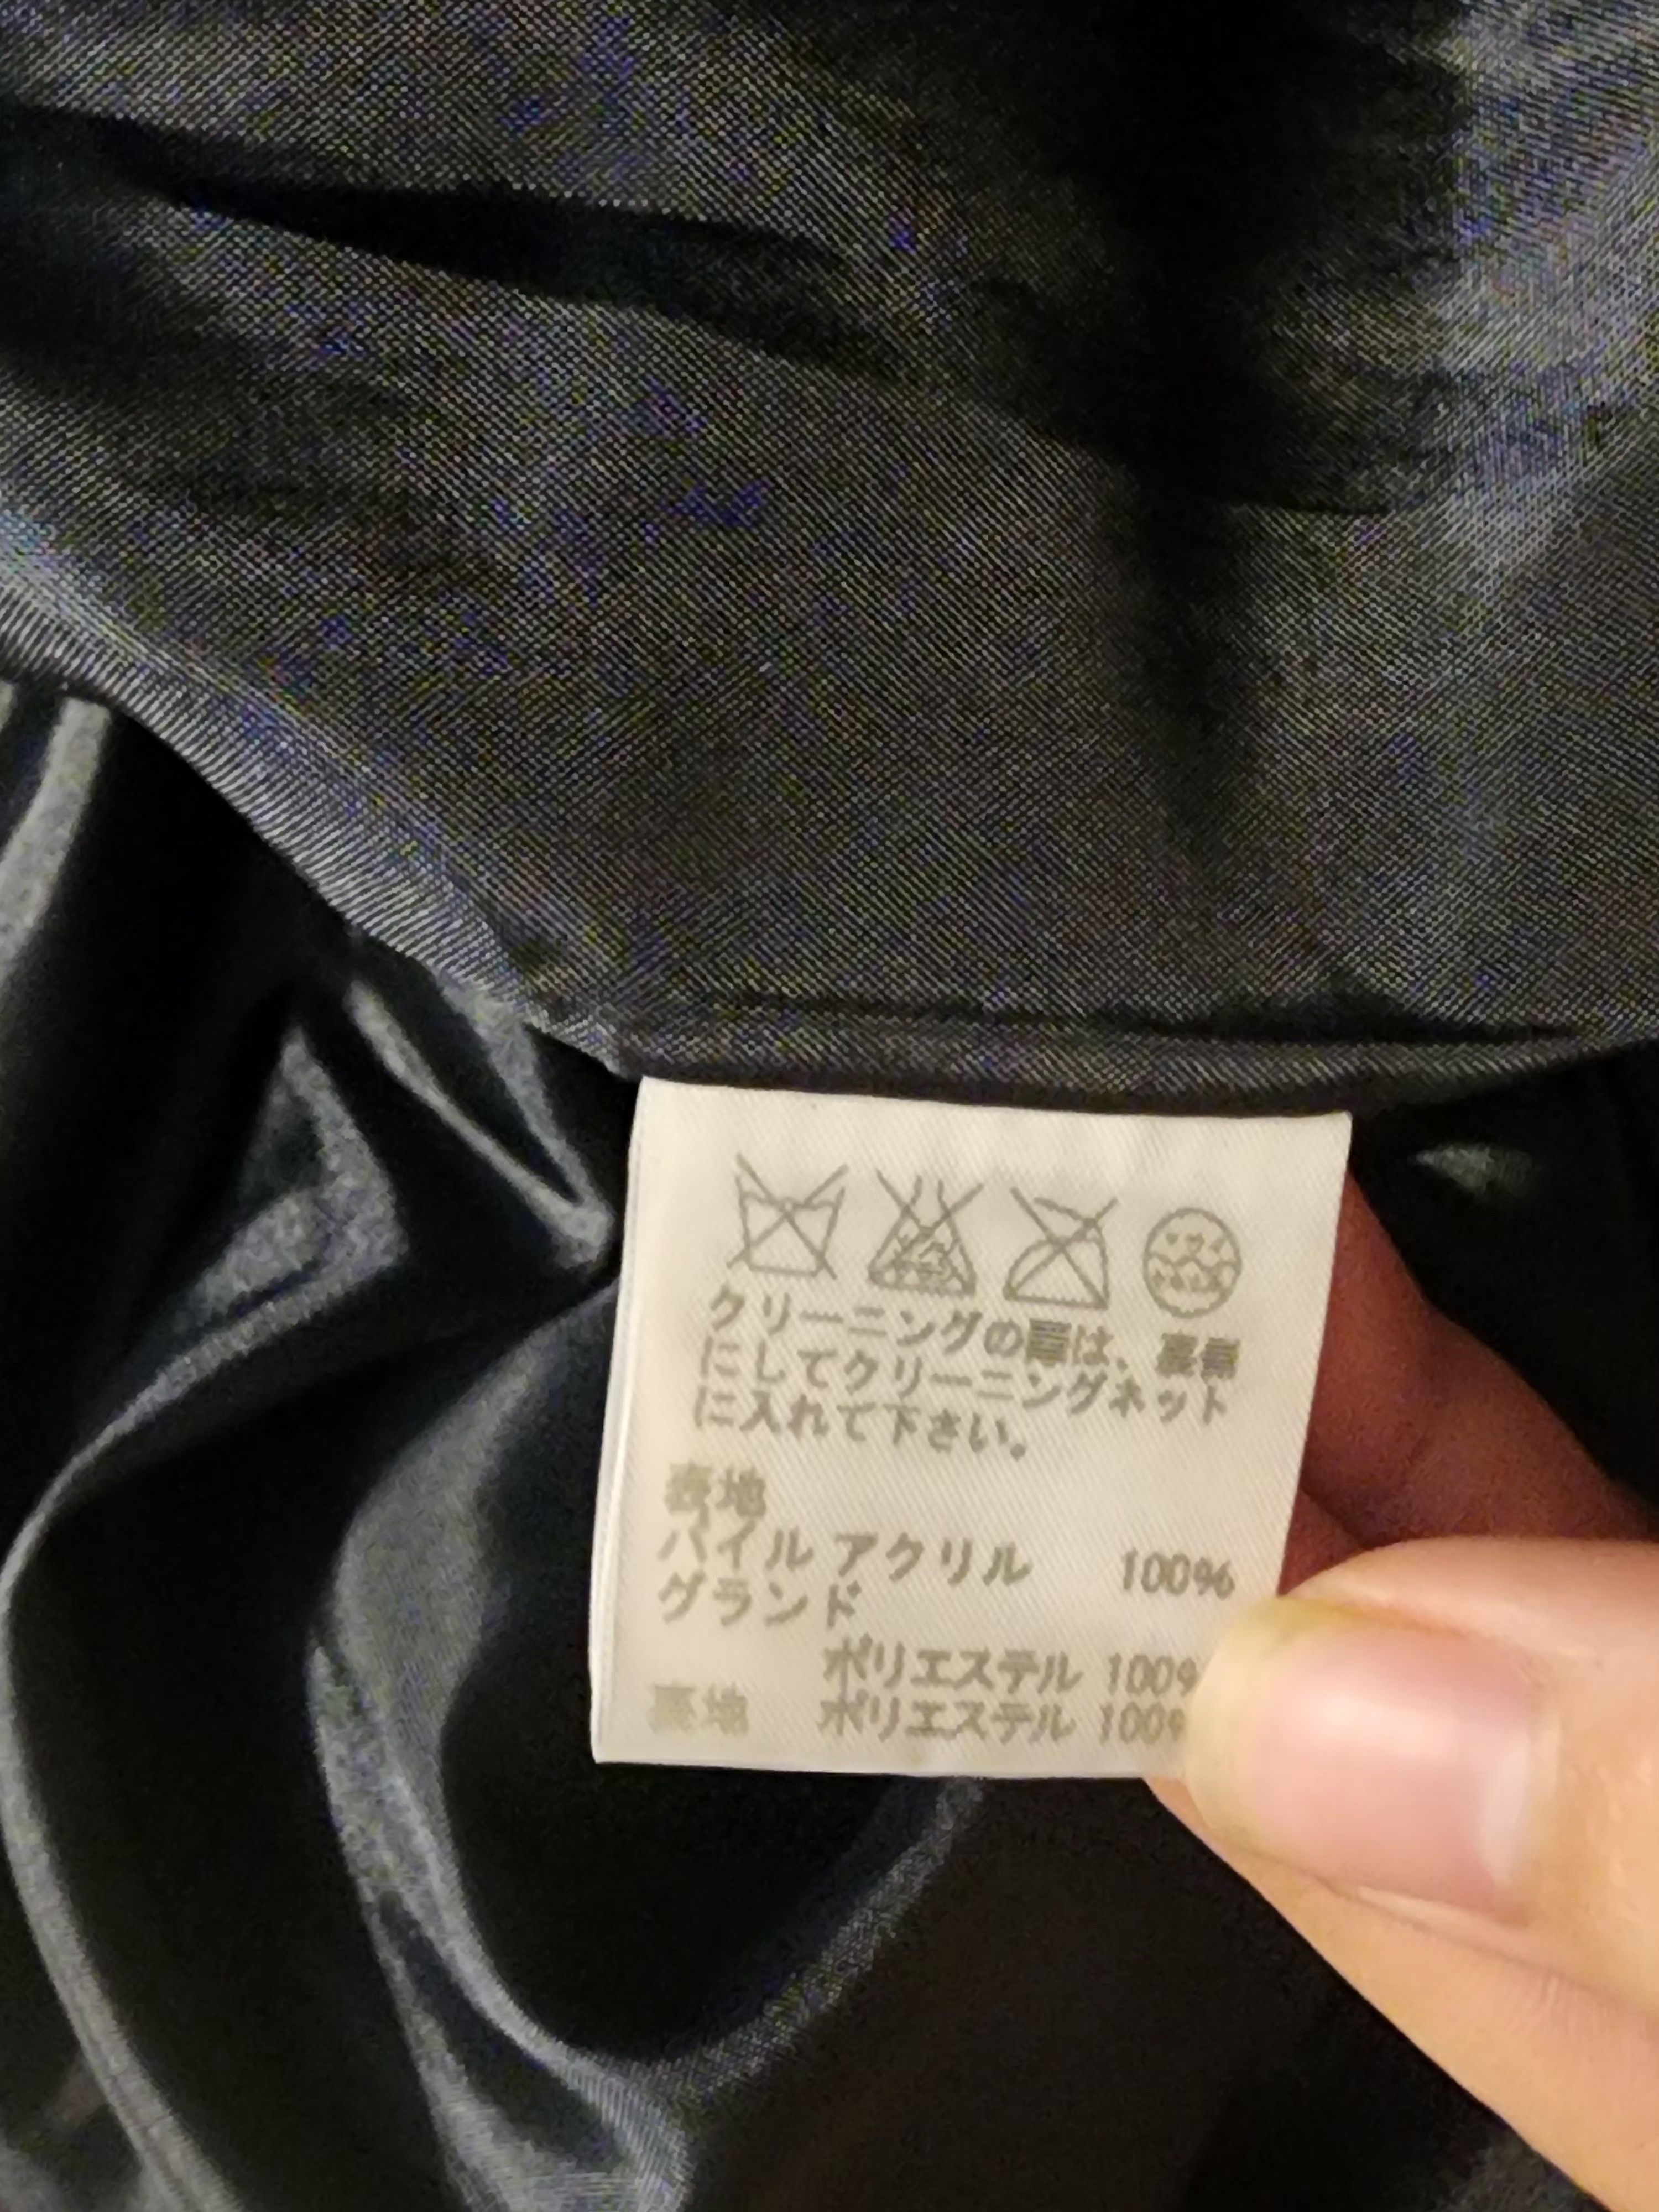 クリーニングの際は、裏返
にしてクリーニングネット
に入れて下さい。
表地
パイル アクリル 100%
グランド
ポリエステル 100%
裏地 ポリエステル 100%